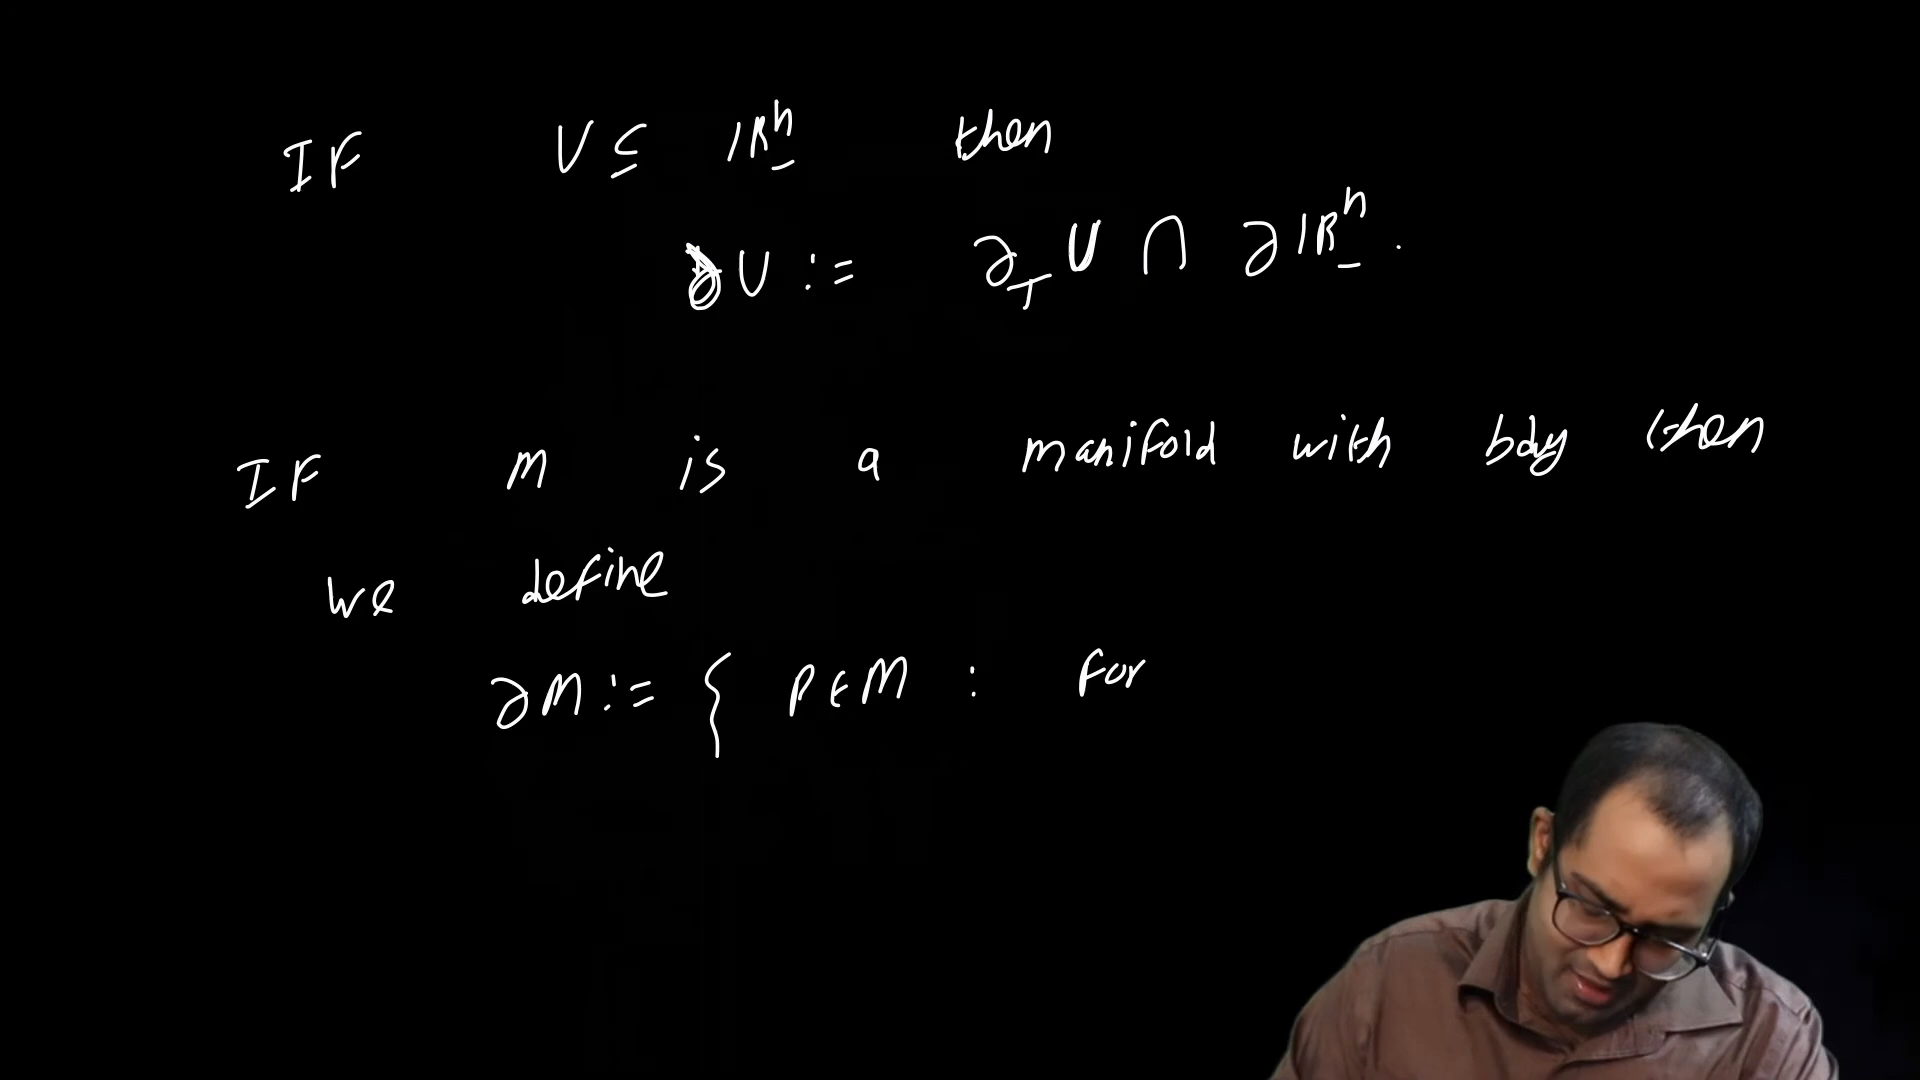 IF U ⊆ ℝⁿ₋ then
∂U := ∂_T U ∩ ∂ℝⁿ₋ .
IF M is a manifold with bdy then
we define
∂M := { P ∈ M : for